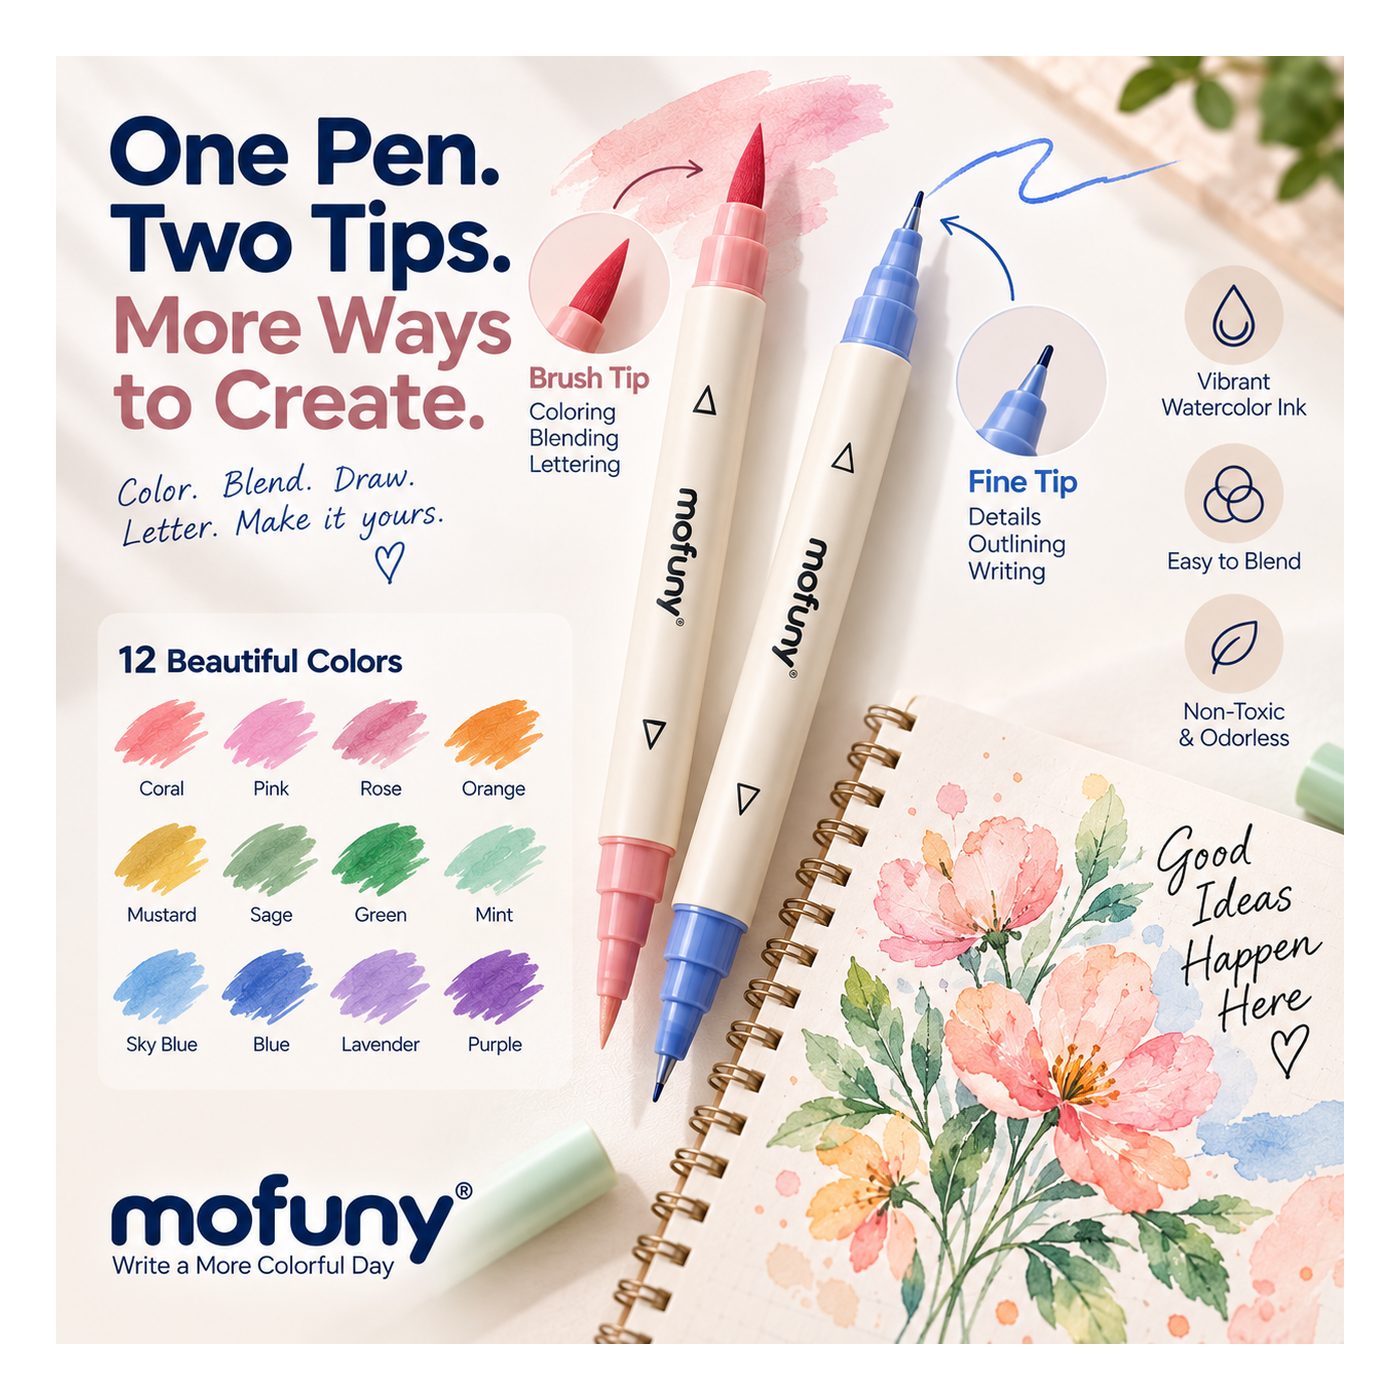 One Pen.
Two Tips.
More Ways
to Create.
Color. Blend. Draw.
Letter. Make it yours.
Brush Tip
Coloring
Blending
Lettering
Fine Tip
Details
Outlining
Writing
Vibrant
Watercolor Ink
Easy to Blend
Non-Toxic
& Odorless
mofuny®
mofuny®
12 Beautiful Colors
Coral
Pink
Rose
Orange
Mustard
Sage
Green
Mint
Sky Blue
Blue
Lavender
Purple
Good
Ideas
Happen
Here
mofuny®
Write a More Colorful Day